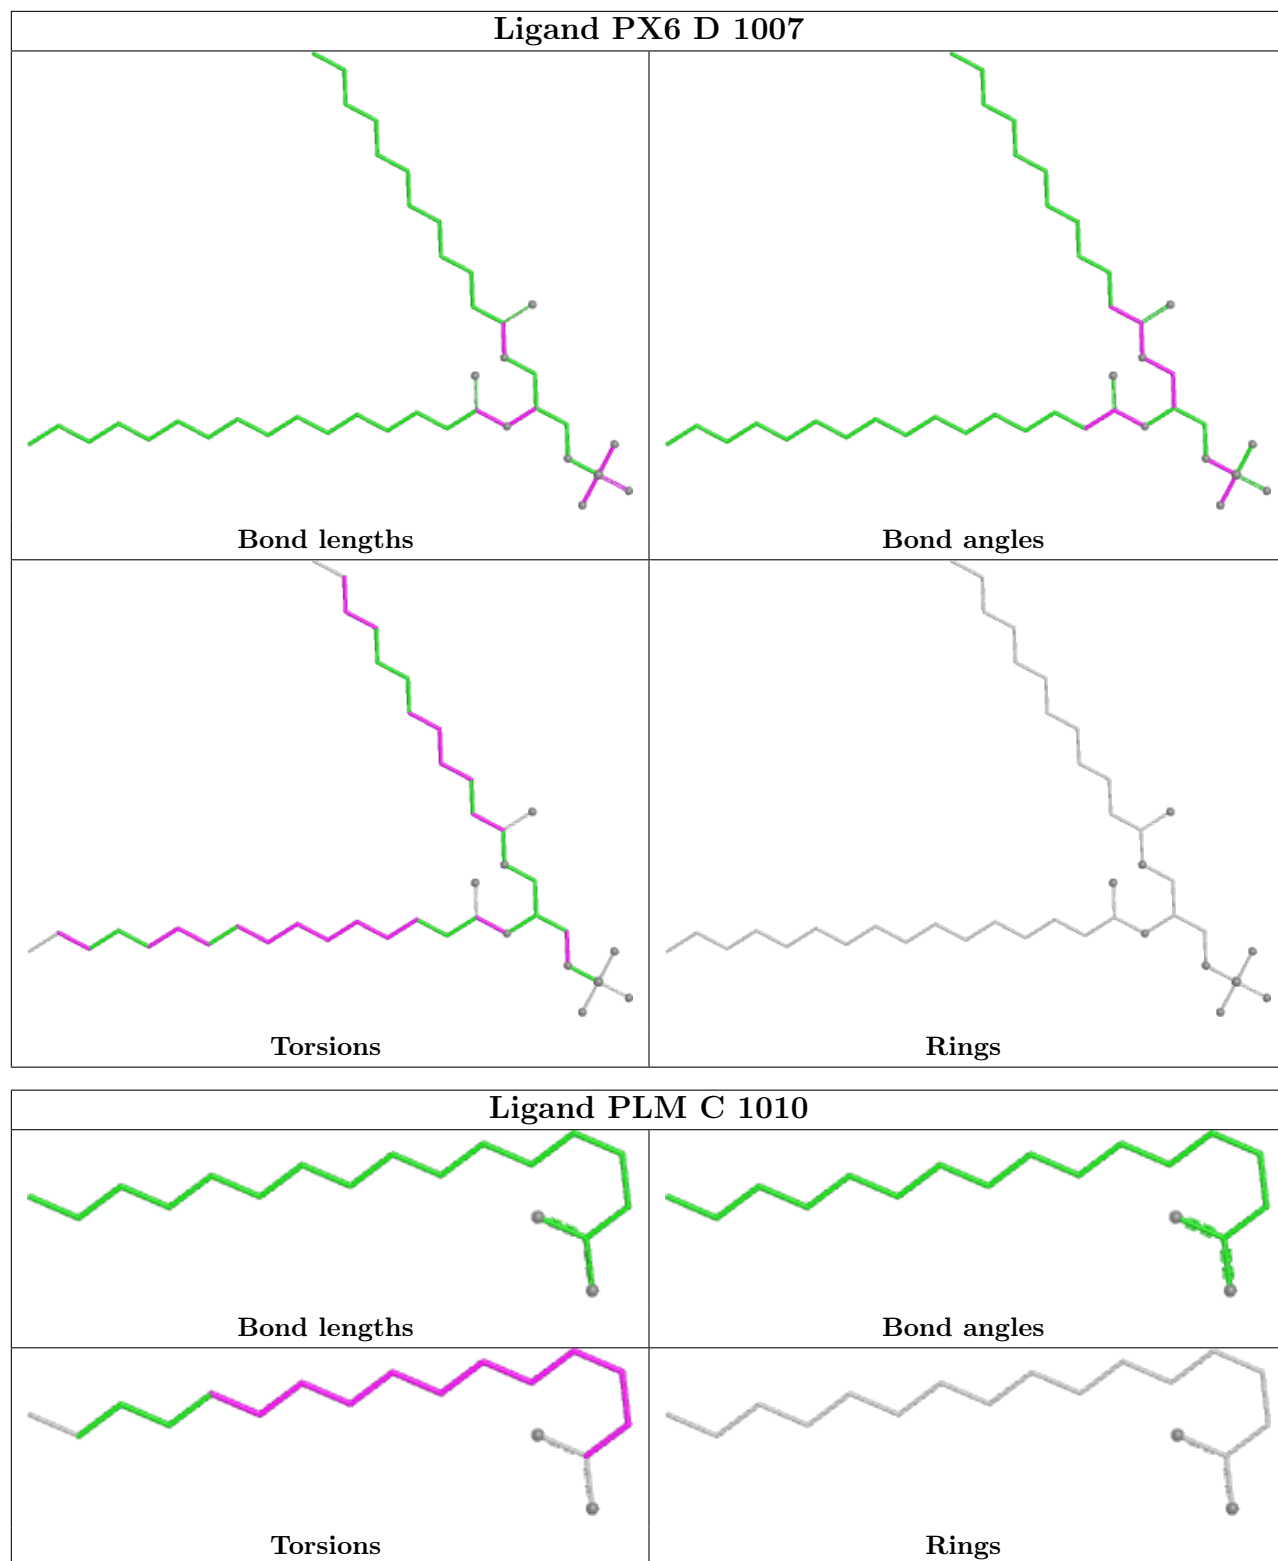 Ligand PX6 D 1007
Bond lengths
Bond angles
Torsions
Rings
Ligand PLM C 1010
Bond lengths
Bond angles
Torsions
Rings